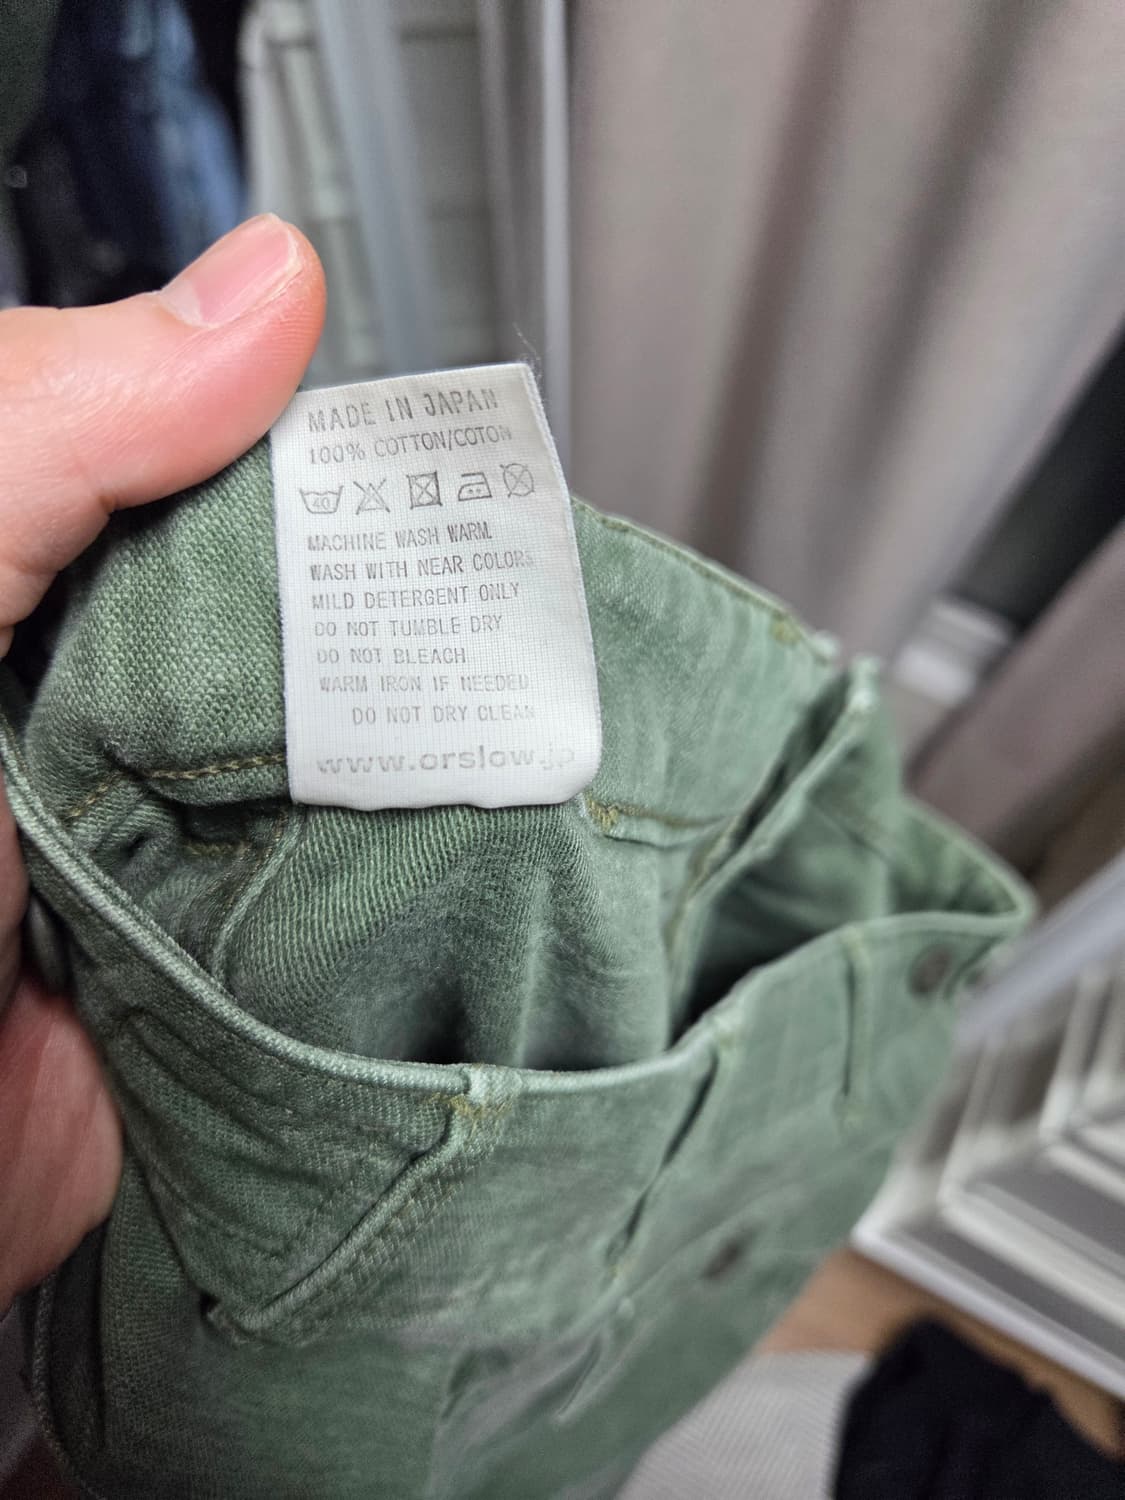 MADE IN JAPAN
100% COTTON/COTON
40
MACHINE WASH WARM
WASH WITH NEAR COLORS
MILD DETERGENT ONLY
DO NOT TUMBLE DRY
DO NOT BLEACH
WARM IRON IF NEEDED
DO NOT DRY CLEAN
www.orslow.jp